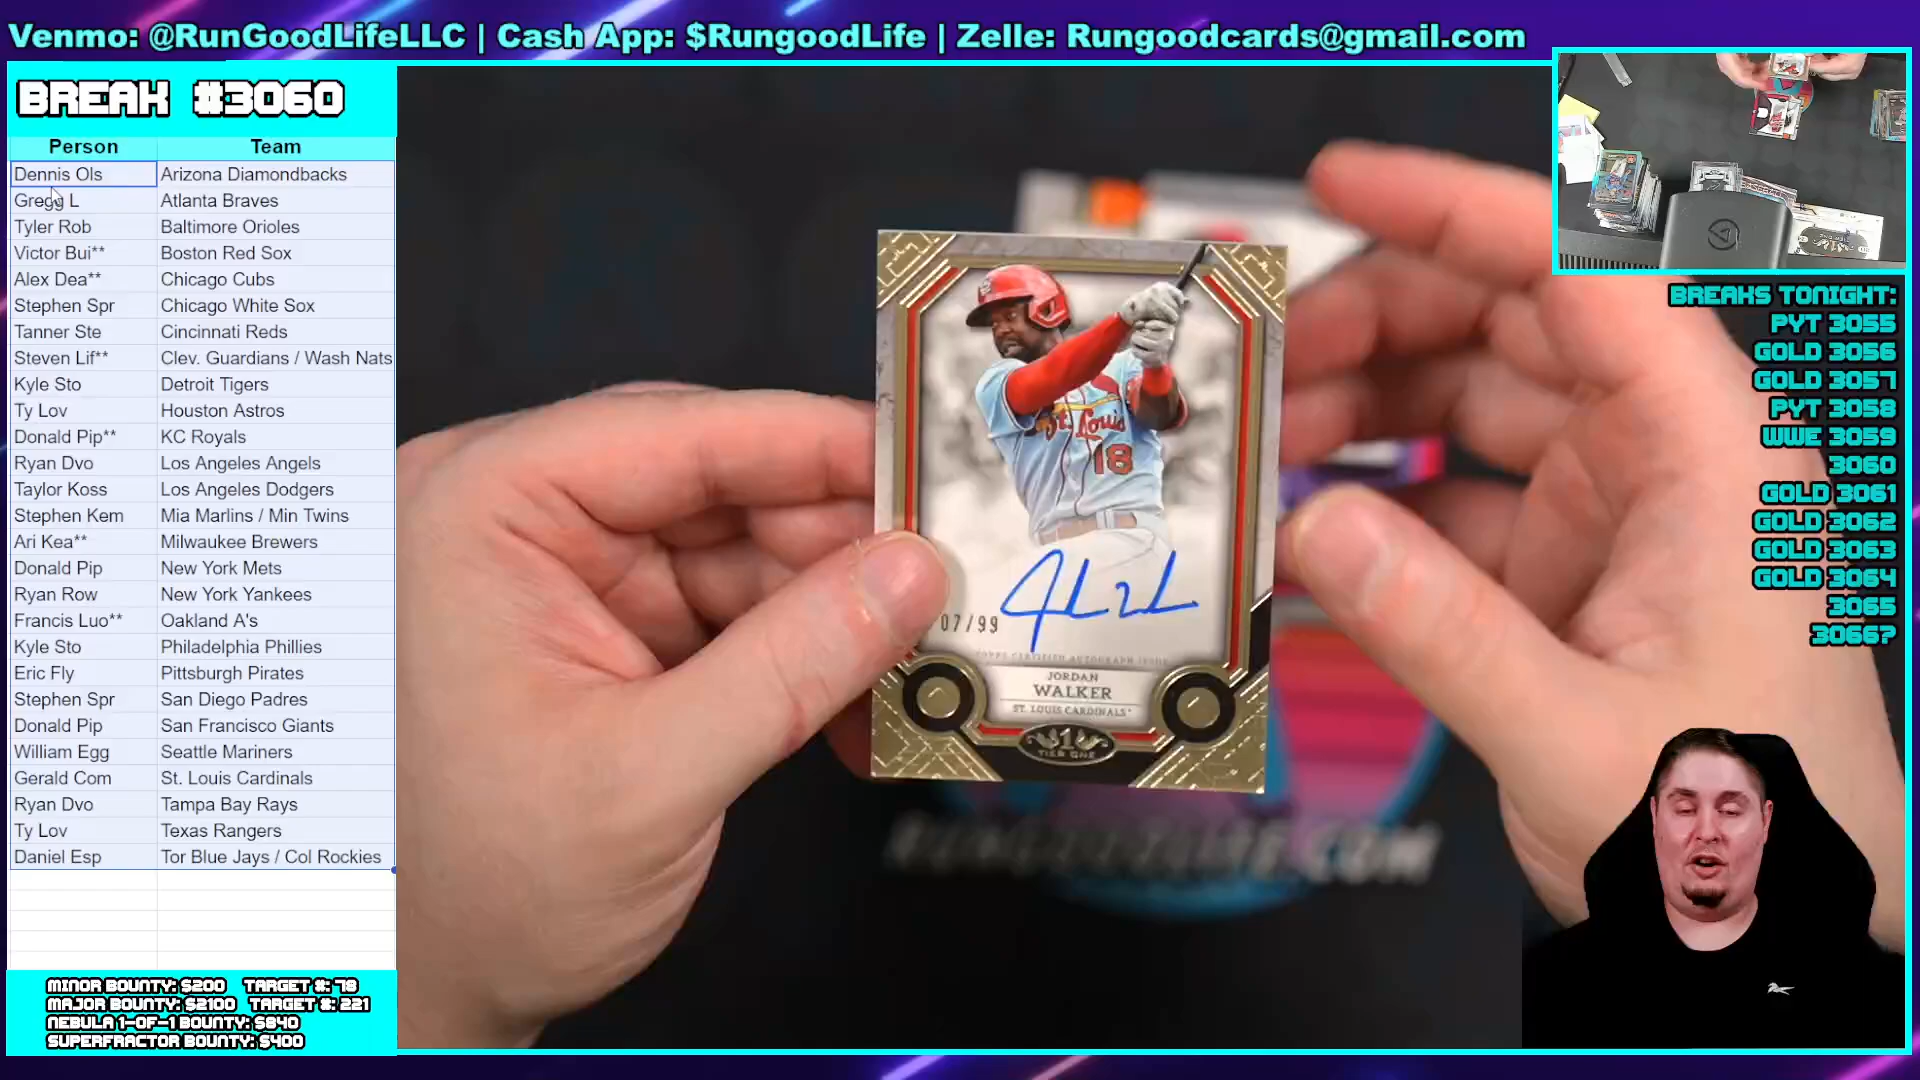 Venmo: @RunGoodLifeLLC | Cash App: $RungoodLife | Zelle: Rungoodcards@gmail.com
BREAK #3060
Person Team
Dennis Ols Arizona Diamondbacks
Gregg L Atlanta Braves
Tyler Rob Baltimore Orioles
Victor Bui** Boston Red Sox
Alex Dea** Chicago Cubs
Stephen Spr Chicago White Sox
Tanner Ste Cincinnati Reds
Steven Lif** Clev. Guardians / Wash Nats
Kyle Sto Detroit Tigers
Ty Lov Houston Astros
Donald Pip** KC Royals
Ryan Dvo Los Angeles Angels
Taylor Koss Los Angeles Dodgers
Stephen Kem Mia Marlins / Min Twins
Ari Kea** Milwaukee Brewers
Donald Pip New York Mets
Ryan Row New York Yankees
Francis Luo** Oakland A's
Kyle Sto Philadelphia Phillies
Eric Fly Pittsburgh Pirates
Stephen Spr San Diego Padres
Donald Pip San Francisco Giants
William Egg Seattle Mariners
Gerald Com St. Louis Cardinals
Ryan Dvo Tampa Bay Rays
Ty Lov Texas Rangers
Daniel Esp Tor Blue Jays / Col Rockies
MINOR BOUNTY: $200 TARGET #: 78
MAJOR BOUNTY: $2100 TARGET #: 221
NEBULA 1-OF-1 BOUNTY: $840
SUPERFRACTOR BOUNTY: $400
St. Louis
18
07/99
TOPPS CERTIFIED AUTOGRAPH ISSUE
JORDAN
WALKER
ST. LOUIS CARDINALS
1
TIER ONE
BREAKS TONIGHT:
PYT 3055
GOLD 3056
GOLD 3057
PYT 3058
WWE 3059
3060
GOLD 3061
GOLD 3062
GOLD 3063
GOLD 3064
3065
3066?